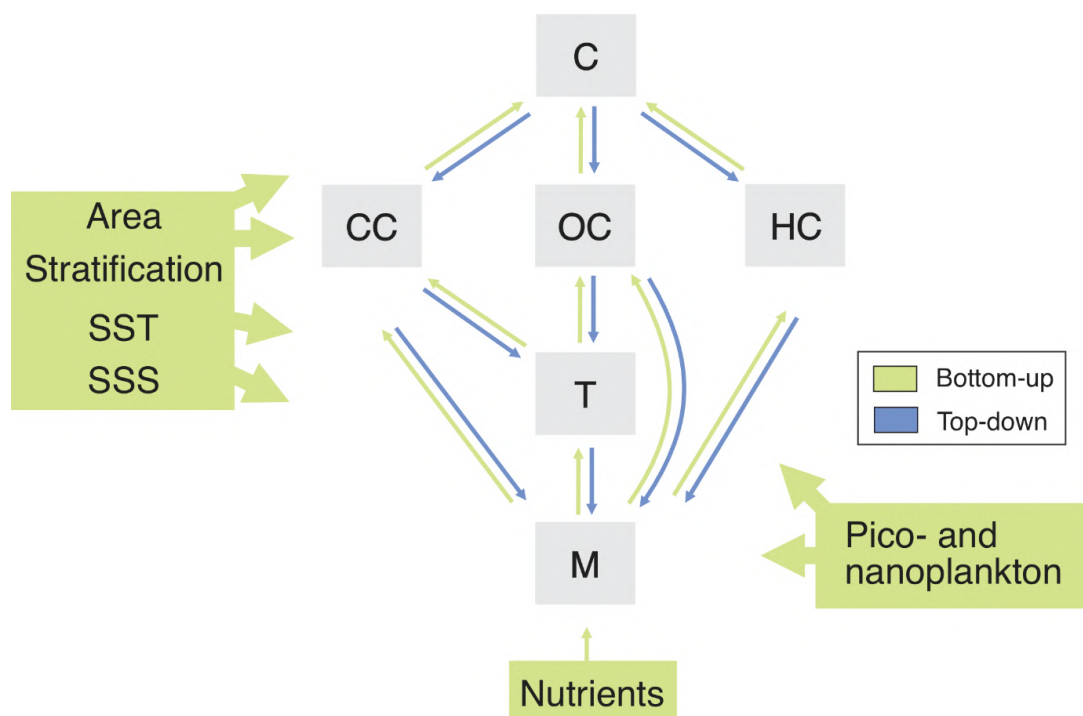 C
CC
OC
HC
Area
Stratification
SST
SSS
T
Bottom-up
Top-down
M
Pico- and
nanoplankton
Nutrients